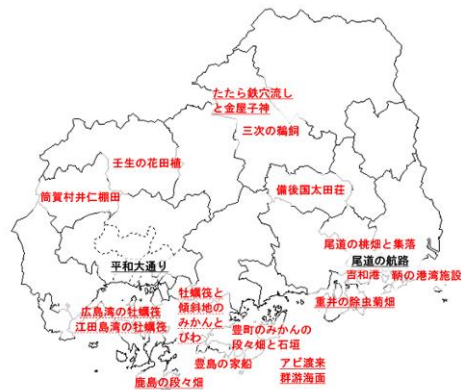 たたら鉄穴流し
と金屋子神
三次の鵜飼
壬生の花田植
筒賀村井仁棚田
備後国太田荘
尾道の桃畑と集落
平和大通り
尾道の航路
吉和港
鞆の港湾施設
広島湾の牡蠣筏
江田島湾の牡蠣筏
牡蠣筏と
傾斜地の
みかんと
びわ
重井の除虫菊畑
豊町のみかんの
段々畑と石垣
豊島の家船
アビ渡来
群游海面
鹿島の段々畑